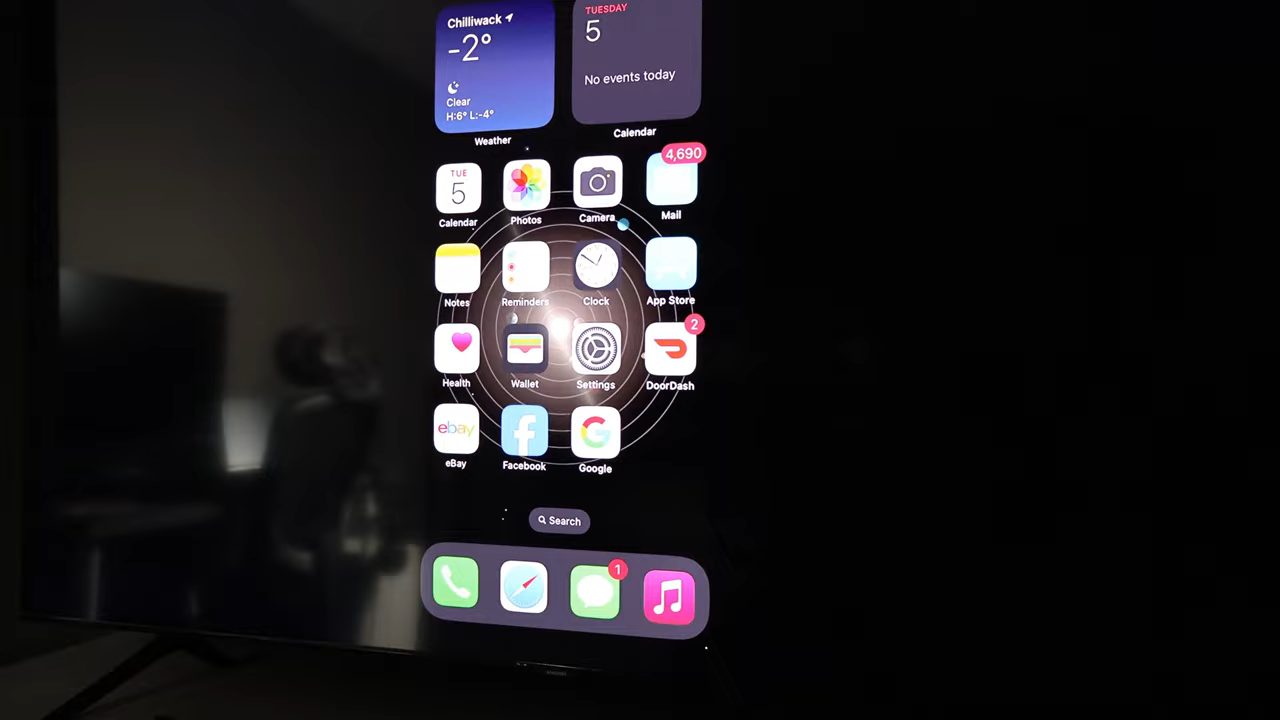 Chilliwack
-2°
Clear
H:6° L:-4°
Weather
TUESDAY
5
No events today
Calendar
TUE
5
Calendar
Photos
Camera
4,690
Mail
Notes
Reminders
Clock
App Store
Health
Wallet
Settings
2
DoorDash
ebay
eBay
f
Facebook
G
Google
Search
1